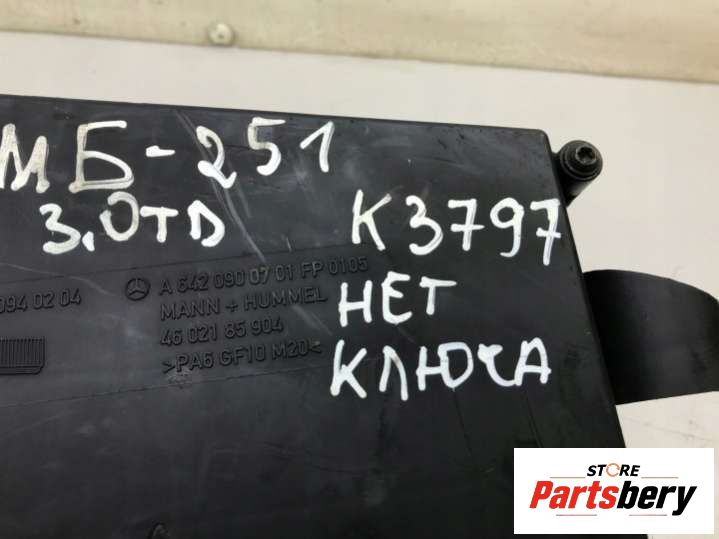 МБ-251
3.0TD
К3797
НЕТ
КЛЮЧА
094 02 04
A 642 090 07 01 FP 0105
MANN + HUMMEL
46 021 85 904
>PA6 GF10 M20<
STORE
Partsbery